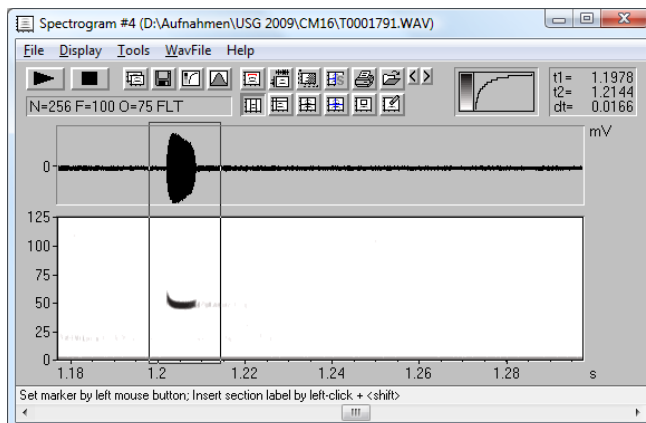 Spectrogram #4 (D:\Aufnahmen\USG 2009\CM16\T0001791.WAV)
File Display Tools WavFile Help
t1= 1.1978
t2= 1.2144
dt= 0.0166
N=256 F=100 O=75 FLT
mV
0
125
100
75
50
25
0
1.18 1.2 1.22 1.24 1.26 1.28 s
Set marker by left mouse button; Insert section label by left-click + <shift>